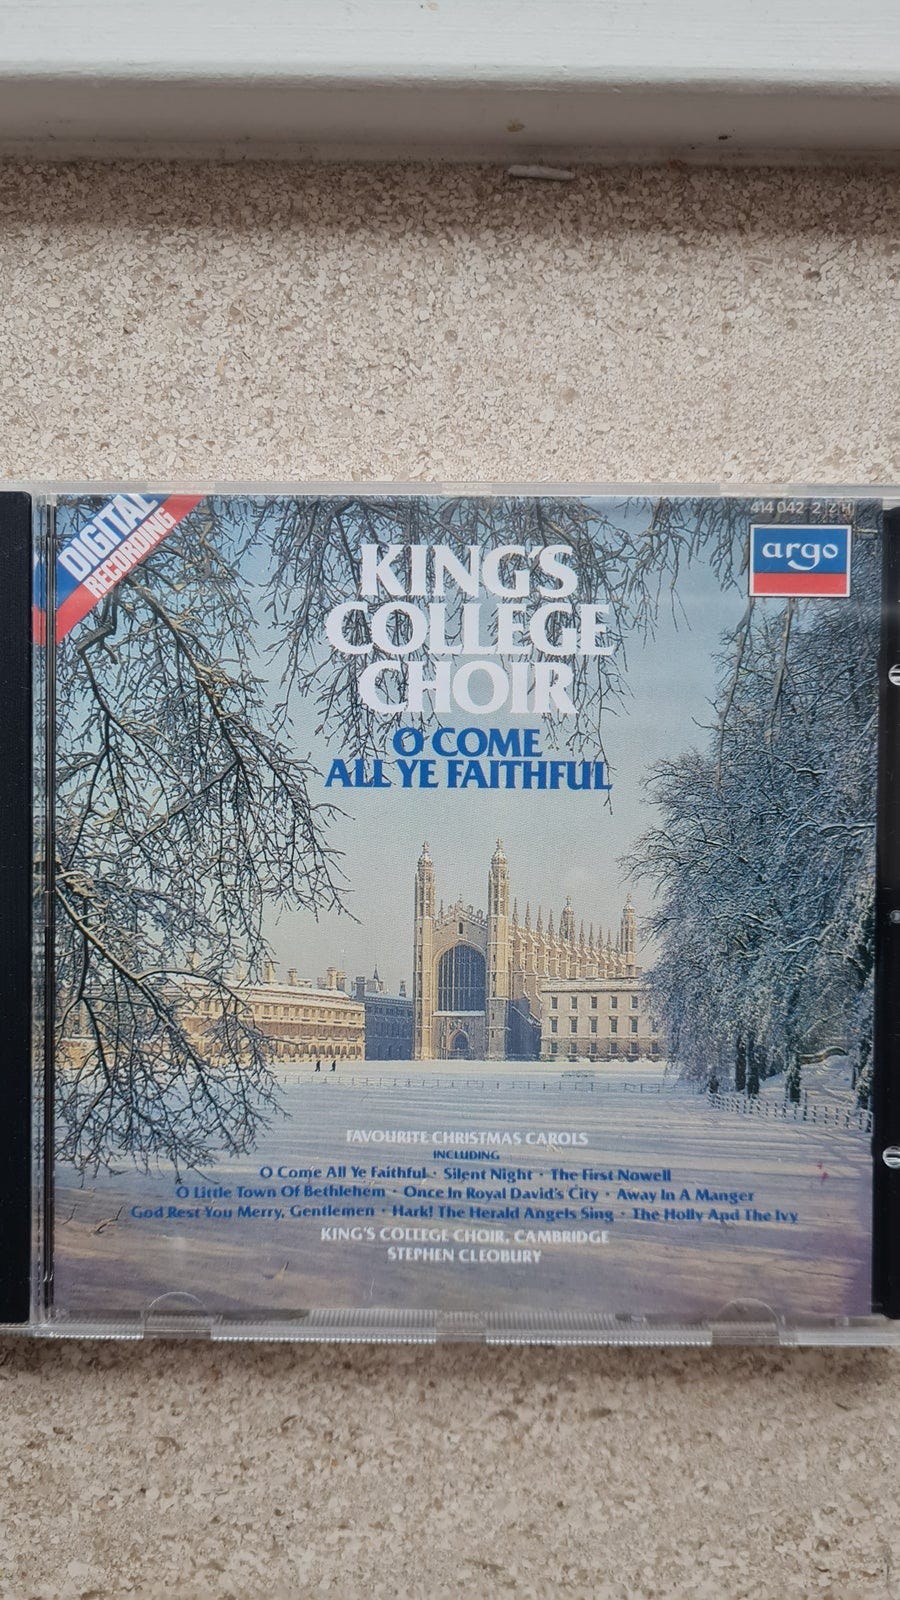 DIGITAL
RECORDING
414 042-2 ZH
argo
KING'S
COLLEGE
CHOIR
O COME
ALL YE FAITHFUL
FAVOURITE CHRISTMAS CAROLS
INCLUDING
O Come All Ye Faithful · Silent Night · The First Nowell
O Little Town Of Bethlehem · Once In Royal David's City · Away In A Manger
God Rest You Merry, Gentlemen · Hark! The Herald Angels Sing · The Holly And The Ivy
KING'S COLLEGE CHOIR, CAMBRIDGE
STEPHEN CLEOBURY